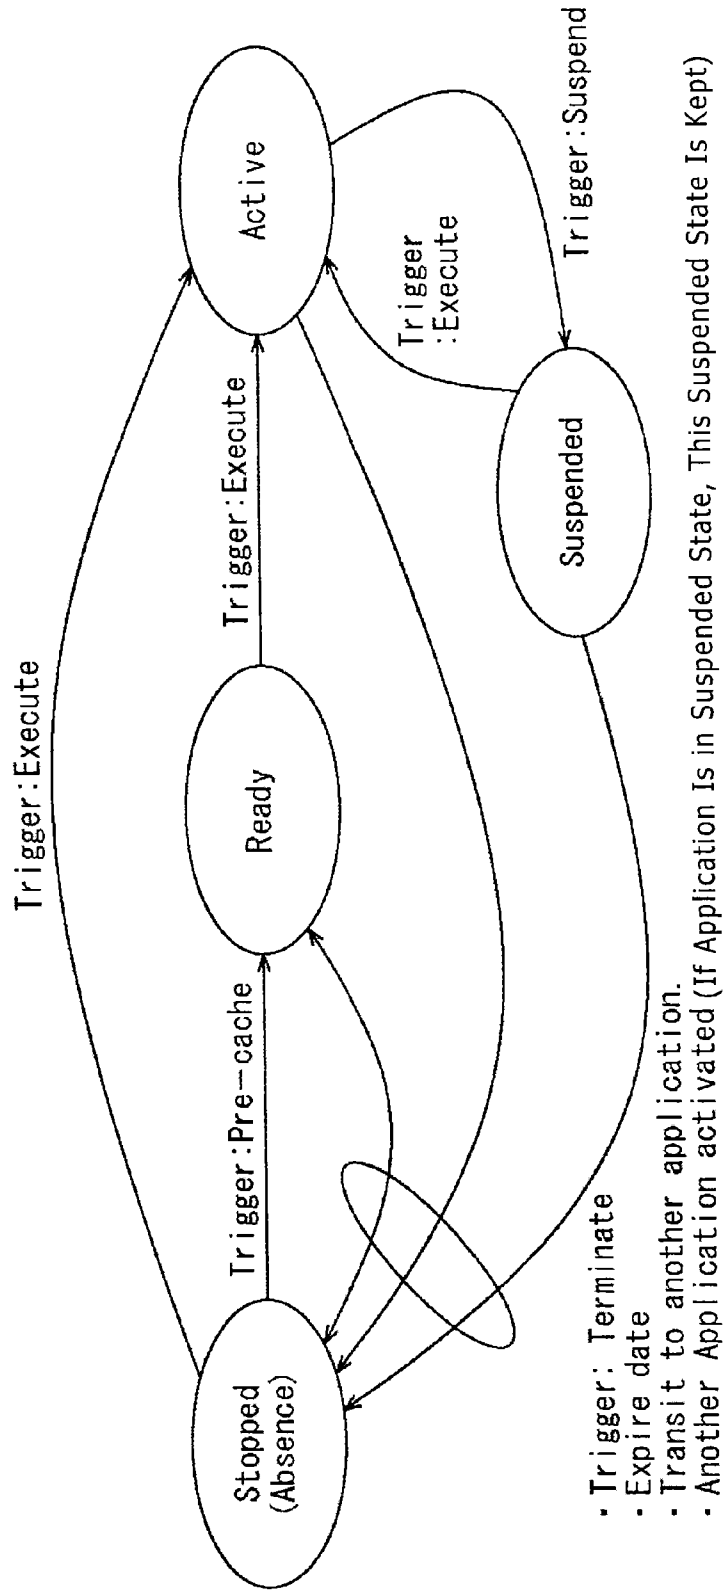 Trigger:Execute
Stopped
(Absence)
Trigger:Pre-cache
Ready
Trigger:Execute
Active
Trigger
:Execute
Suspended
Trigger:Suspend
· Trigger: Terminate
· Expire date
· Transit to another application.
· Another Application activated (If Application Is in Suspended State, This Suspended State Is Kept)